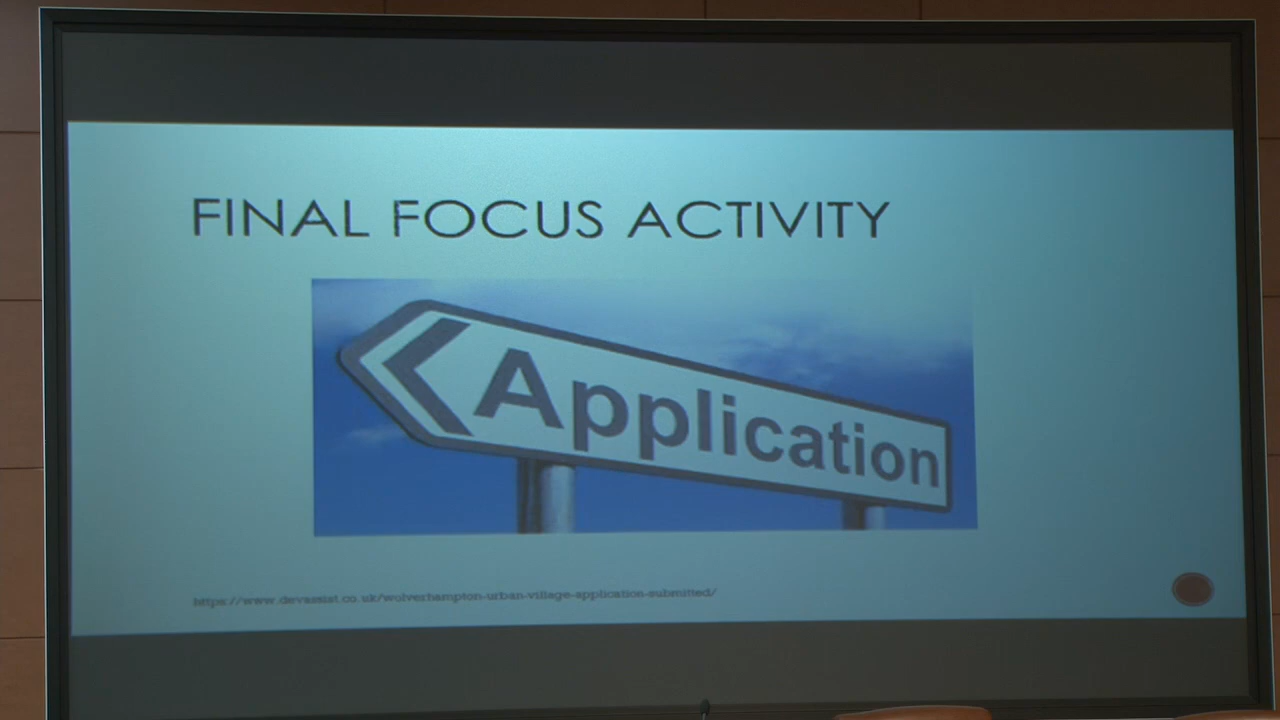 FINAL FOCUS ACTIVITY
Application
https://www.devassist.co.uk/wolverhampton-urban-village-application-submitted/